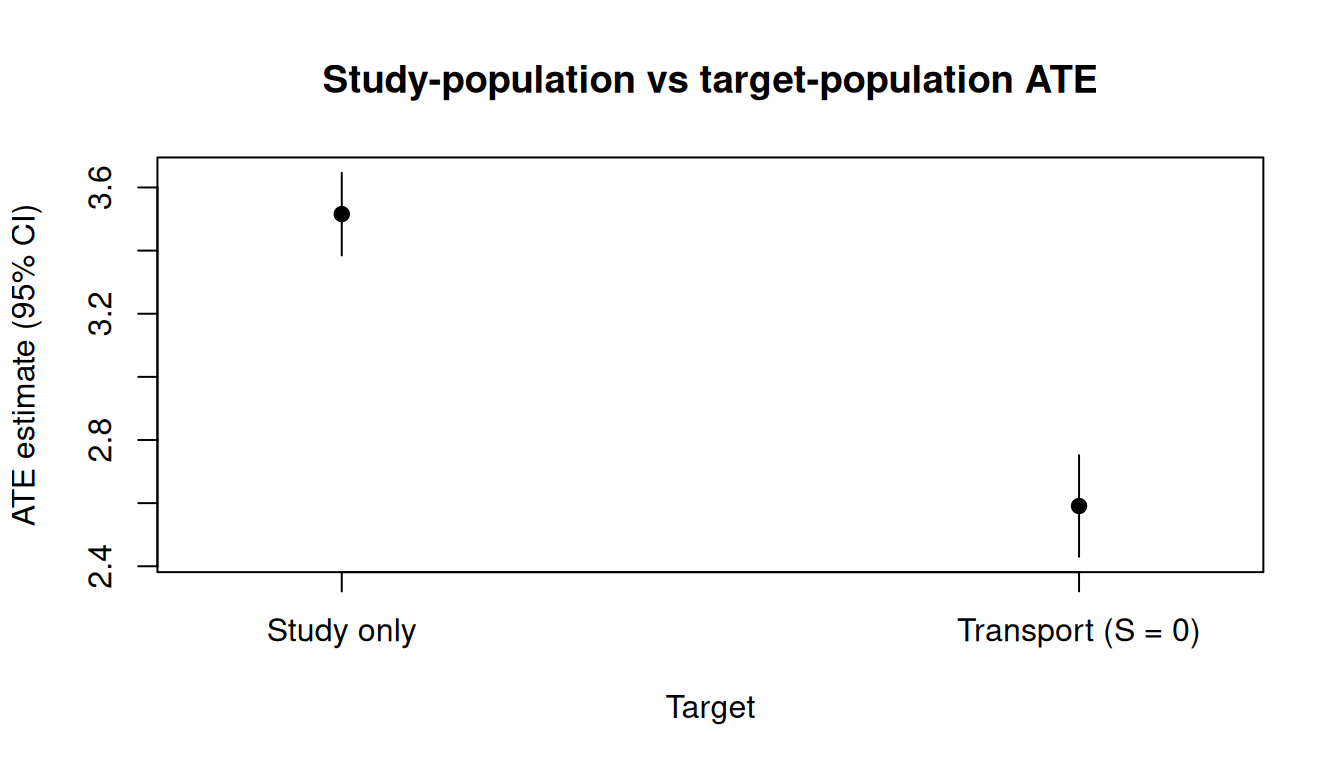 Study-population vs target-population ATE
ATE estimate (95% CI)
3.6
3.2
2.8
2.4
Study only
Transport (S = 0)
Target